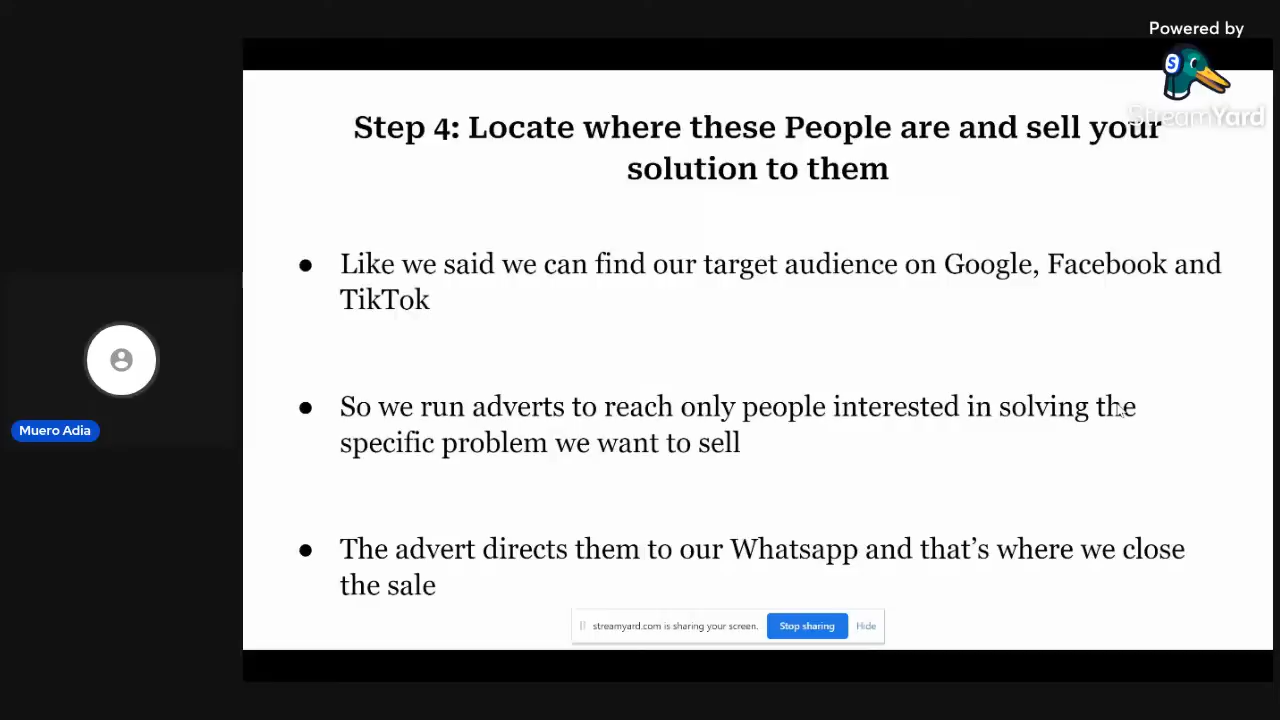 Powered by
StreamYard
Step 4: Locate where these People are and sell your
solution to them
● Like we said we can find our target audience on Google, Facebook and
TikTok
● So we run adverts to reach only people interested in solving the
specific problem we want to sell
Muero Adia
● The advert directs them to our Whatsapp and that's where we close
the sale
streamyard.com is sharing your screen. Stop sharing Hide